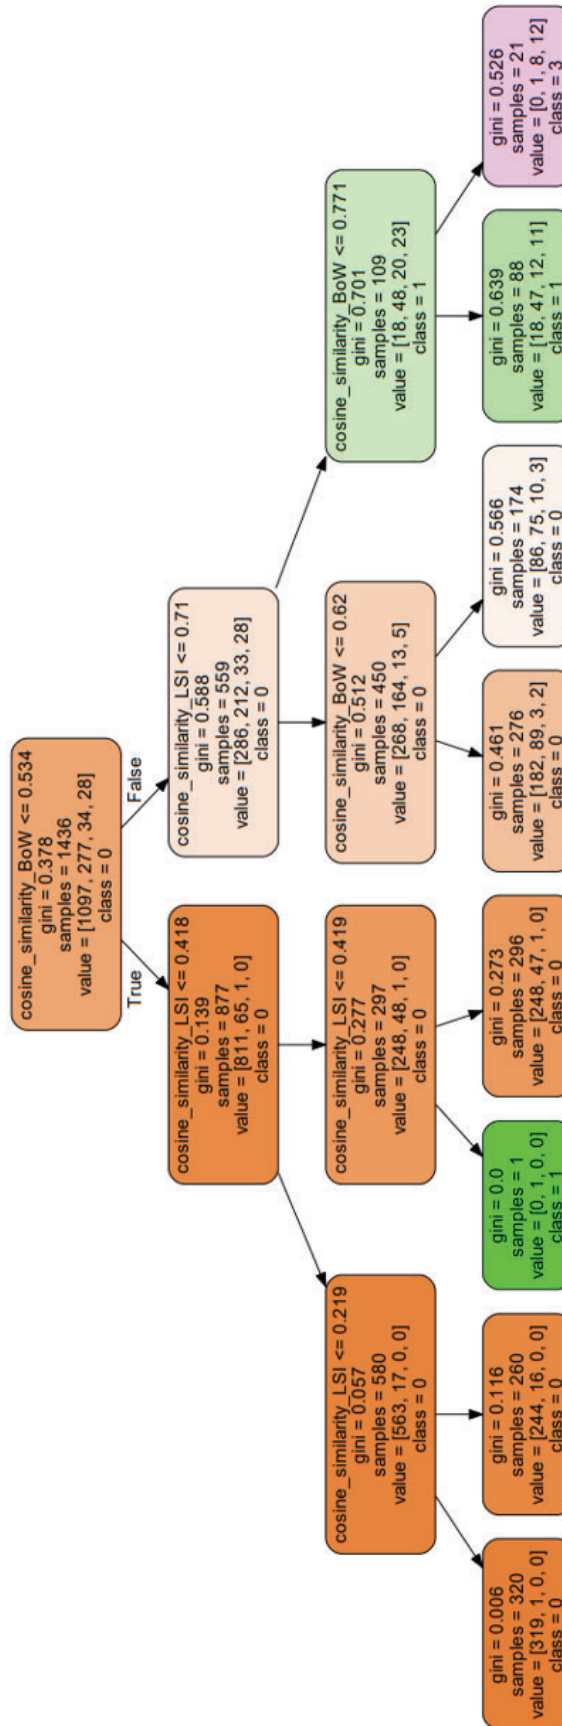 cosine_similarity_BoW <= 0.534
gini = 0.378
samples = 1436
value = [1097, 277, 34, 28]
class = 0
True
False
cosine_similarity_LSI <= 0.418
gini = 0.139
samples = 877
value = [811, 65, 1, 0]
class = 0
cosine_similarity_LSI <= 0.71
gini = 0.588
samples = 559
value = [286, 212, 33, 28]
class = 0
cosine_similarity_LSI <= 0.219
gini = 0.057
samples = 580
value = [563, 17, 0, 0]
class = 0
cosine_similarity_LSI <= 0.419
gini = 0.277
samples = 297
value = [248, 48, 1, 0]
class = 0
cosine_similarity_BoW <= 0.62
gini = 0.512
samples = 450
value = [268, 164, 13, 5]
class = 0
cosine_similarity_BoW <= 0.771
gini = 0.701
samples = 109
value = [18, 48, 20, 23]
class = 1
gini = 0.006
samples = 320
value = [319, 1, 0, 0]
class = 0
gini = 0.116
samples = 260
value = [244, 16, 0, 0]
class = 0
gini = 0.0
samples = 1
value = [0, 1, 0, 0]
class = 1
gini = 0.273
samples = 296
value = [248, 47, 1, 0]
class = 0
gini = 0.461
samples = 276
value = [182, 89, 3, 2]
class = 0
gini = 0.566
samples = 174
value = [86, 75, 10, 3]
class = 0
gini = 0.639
samples = 88
value = [18, 47, 12, 11]
class = 1
gini = 0.526
samples = 21
value = [0, 1, 8, 12]
class = 3